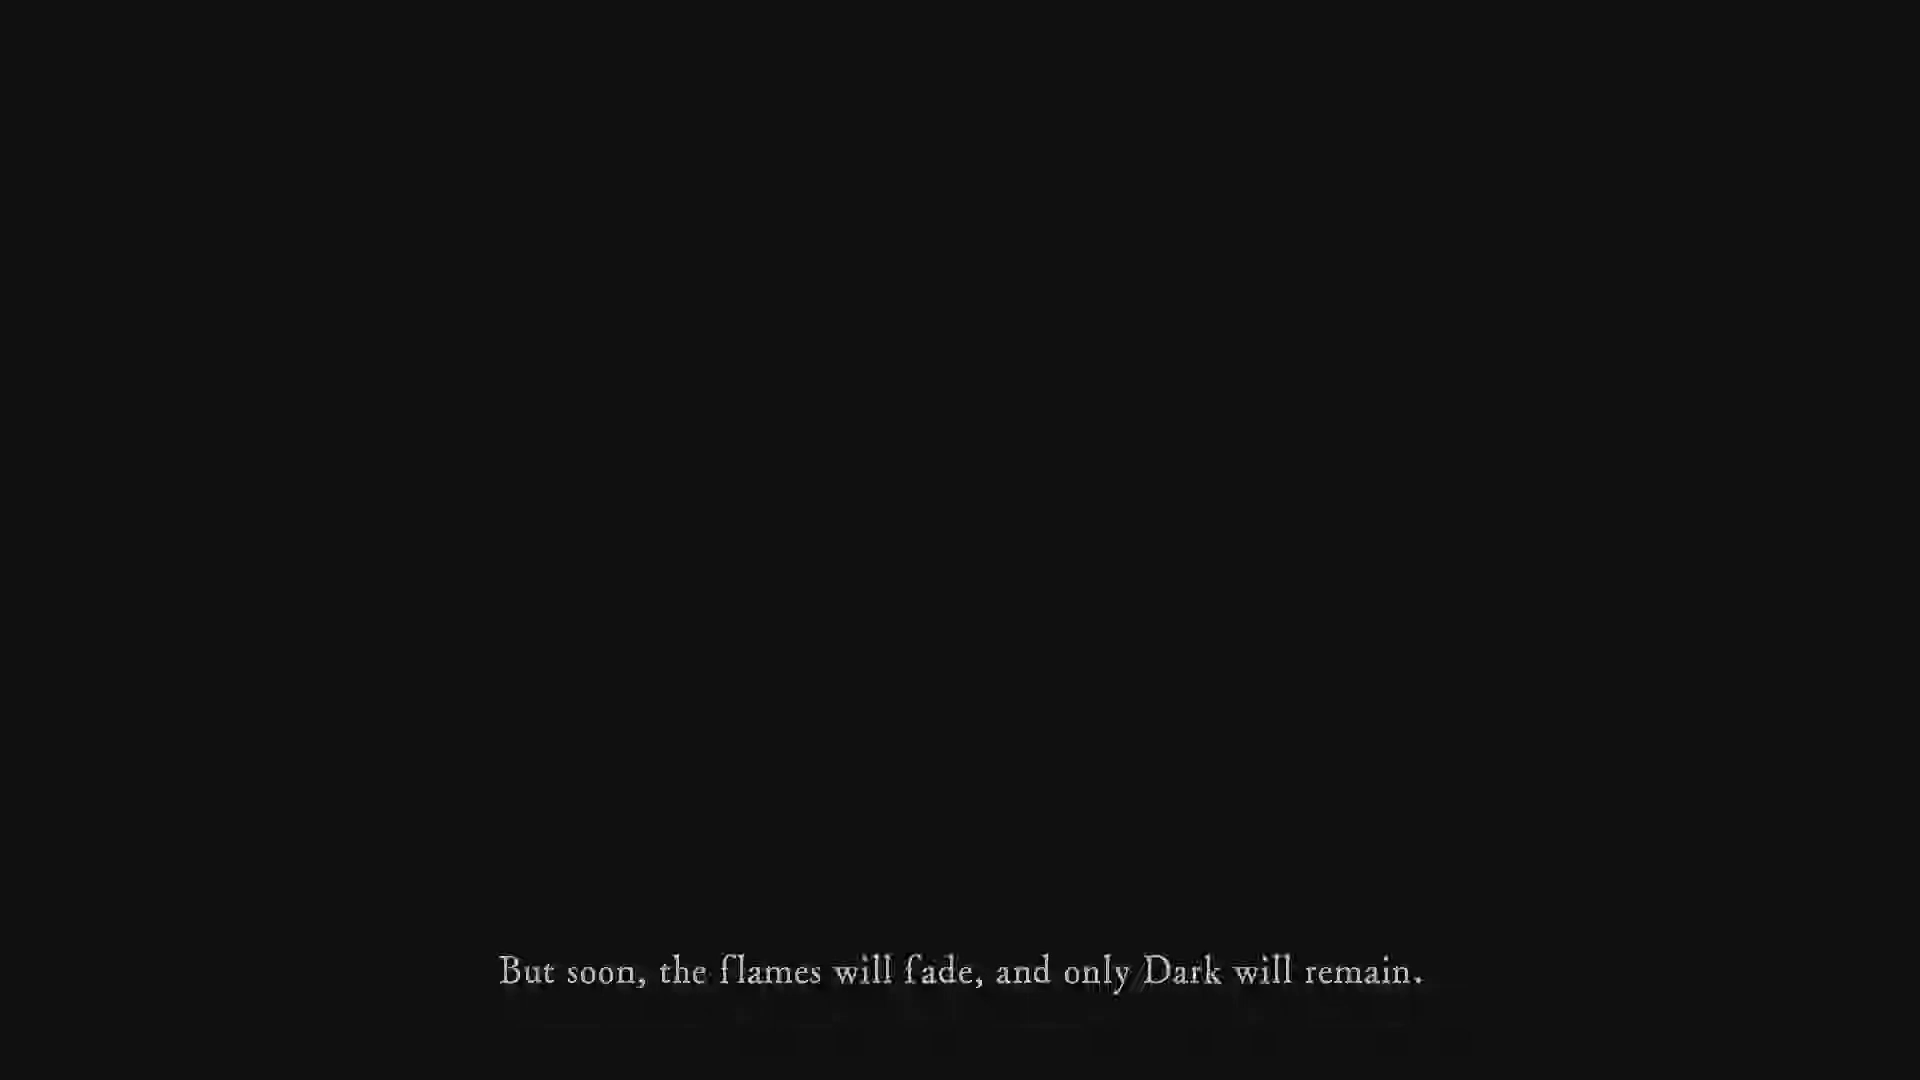 But soon, the flames will fade, and only Dark will remain.